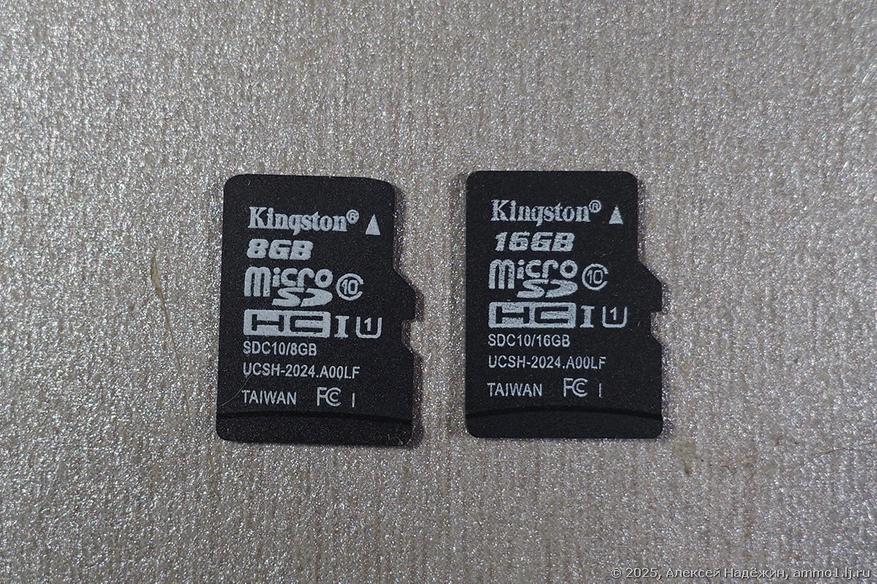 Kingston®
8GB
Micro
SD 10
HC I 1
SDC10/8GB
UCSH-2024.A00LF
TAIWAN FC I
Kingston®
16GB
Micro
SD 10
HC I 1
SDC10/16GB
UCSH-2024.A00LF
TAIWAN FC I
© 2025, Алексей Надёжин, ammo1.lj.ru